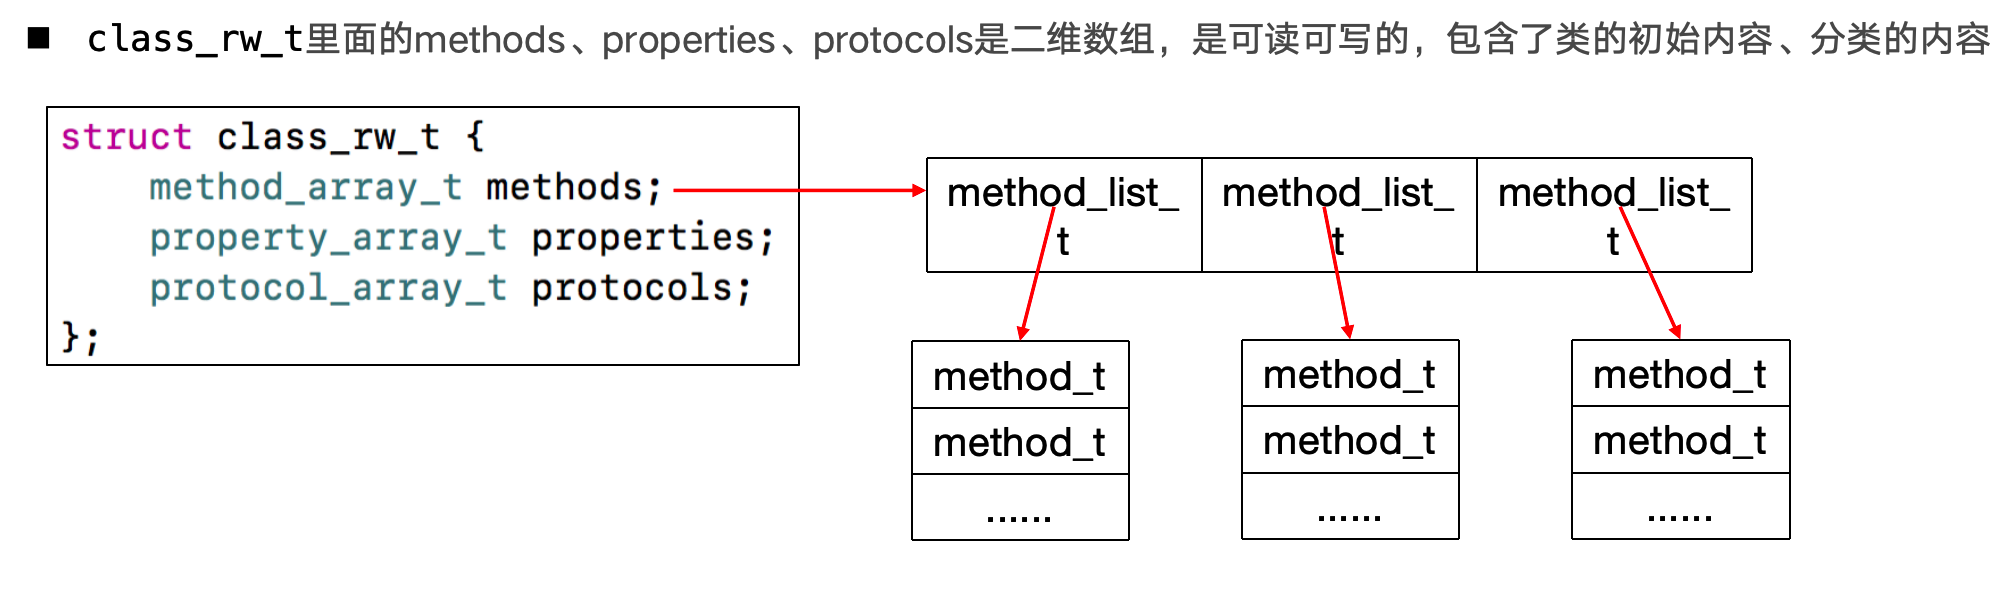 ■ class_rw_t里面的methods、properties、protocols是二维数组，是可读可写的，包含了类的初始内容、分类的内容
struct class_rw_t {
method_array_t methods;
property_array_t properties;
protocol_array_t protocols;
};
method_list_
t
method_list_
t
method_list_
t
method_t
method_t
......
method_t
method_t
......
method_t
method_t
......